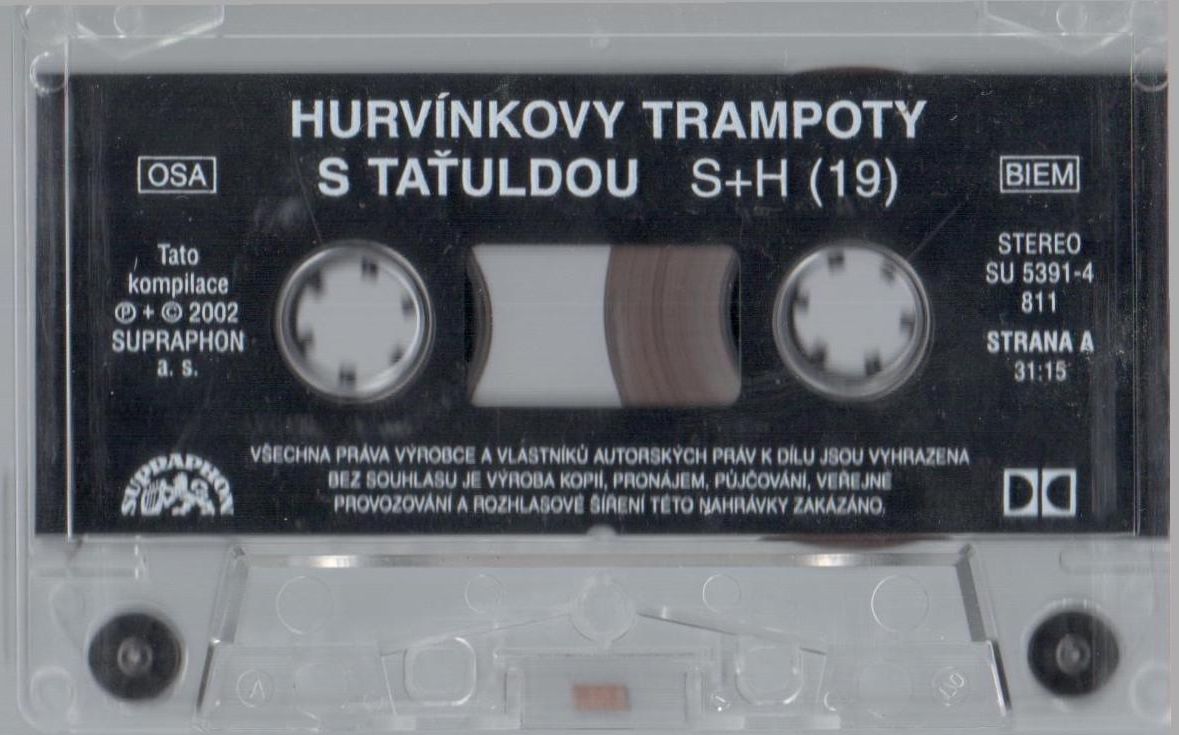 HURVÍNKOVY TRAMPOTY
S TAŤULDOU S+H (19)
OSA
BIEM
Tato
kompilace
℗ + © 2002
SUPRAPHON
a. s.
STEREO
SU 5391-4
811
STRANA A
31:15
VŠECHNA PRÁVA VÝROBCE A VLASTNÍKŮ AUTORSKÝCH PRÁV K DÍLU JSOU VYHRAZENA
BEZ SOUHLASU JE VÝROBA KOPIÍ, PRONÁJEM, PŮJČOVÁNÍ, VEŘEJNÉ
PROVOZOVÁNÍ A ROZHLASOVÉ ŠÍŘENÍ TÉTO NAHRÁVKY ZAKÁZÁNO.
SUPRAPHON